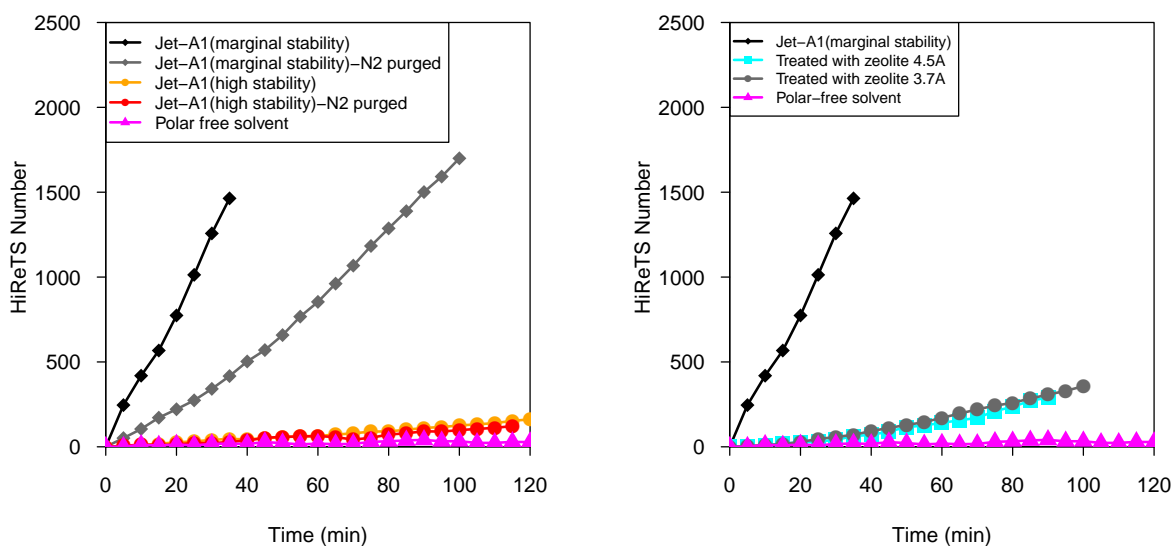 2500
2000
1500
1000
500
0
HiReTS Number
Jet−A1(marginal stability)
Jet−A1(marginal stability)−N2 purged
Jet−A1(high stability)
Jet−A1(high stability)−N2 purged
Polar free solvent
0 20 40 60 80 100 120
Time (min)
2500
2000
1500
1000
500
0
HiReTS Number
Jet−A1(marginal stability)
Treated with zeolite 4.5A
Treated with zeolite 3.7A
Polar−free solvent
0 20 40 60 80 100 120
Time (min)